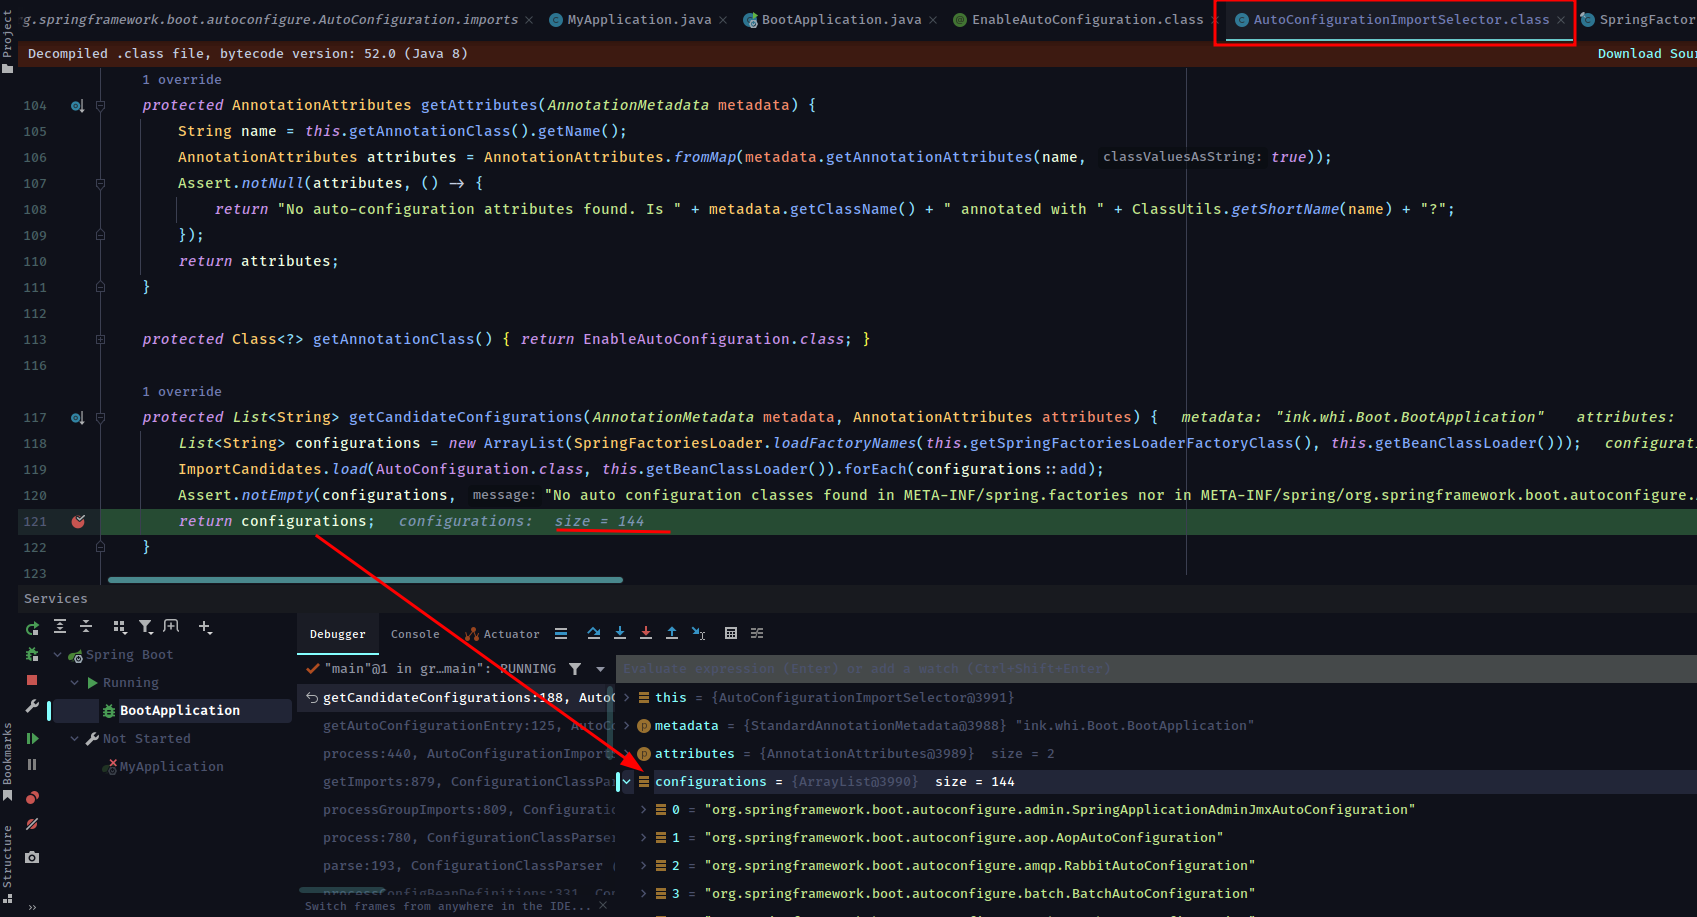 g.springframework.boot.autoconfigure.AutoConfiguration.imports MyApplication.java BootApplication.java EnableAutoConfiguration.class AutoConfigurationImportSelector.class SpringFactor
Project
Decompiled .class file, bytecode version: 52.0 (Java 8) Download Sour
1 override
104 protected AnnotationAttributes getAttributes(AnnotationMetadata metadata) {
105 String name = this.getAnnotationClass().getName();
106 AnnotationAttributes attributes = AnnotationAttributes.fromMap(metadata.getAnnotationAttributes(name, classValuesAsString: true));
107 Assert.notNull(attributes, () → {
108 return "No auto-configuration attributes found. Is " + metadata.getClassName() + " annotated with " + ClassUtils.getShortName(name) + "?";
109 });
110 return attributes;
111 }
112
113 protected Class<?> getAnnotationClass() { return EnableAutoConfiguration.class; }
116
1 override
117 protected List<String> getCandidateConfigurations(AnnotationMetadata metadata, AnnotationAttributes attributes) { metadata: "ink.whi.Boot.BootApplication" attributes:
118 List<String> configurations = new ArrayList(SpringFactoriesLoader.loadFactoryNames(this.getSpringFactoriesLoaderFactoryClass(), this.getBeanClassLoader())); configurati
119 ImportCandidates.load(AutoConfiguration.class, this.getBeanClassLoader()).forEach(configurations::add);
120 Assert.notEmpty(configurations, message: "No auto configuration classes found in META-INF/spring.factories nor in META-INF/spring/org.springframework.boot.autoconfigure.
121 return configurations; configurations: size = 144
122 }
123
Services
Debugger Console Actuator
Spring Boot
Running
BootApplication
Not Started
MyApplication
Bookmarks
Structure
"main"@1 in gr...main": RUNNING
Evaluate expression (Enter) or add a watch (Ctrl+Shift+Enter)
getCandidateConfigurations:188, AutoC
getAutoConfigurationEntry:125, AutoCo
process:440, AutoConfigurationImport
getImports:879, ConfigurationClassPar
processGroupImports:809, Configuratio
process:780, ConfigurationClassParser
parse:193, ConfigurationClassParser (
processConfigBeanDefinitions:331, Con
Switch frames from anywhere in the IDE...
this = {AutoConfigurationImportSelector@3991}
metadata = {StandardAnnotationMetadata@3988} "ink.whi.Boot.BootApplication"
attributes = {AnnotationAttributes@3989} size = 2
configurations = {ArrayList@3990} size = 144
0 = "org.springframework.boot.autoconfigure.admin.SpringApplicationAdminJmxAutoConfiguration"
1 = "org.springframework.boot.autoconfigure.aop.AopAutoConfiguration"
2 = "org.springframework.boot.autoconfigure.amqp.RabbitAutoConfiguration"
3 = "org.springframework.boot.autoconfigure.batch.BatchAutoConfiguration"